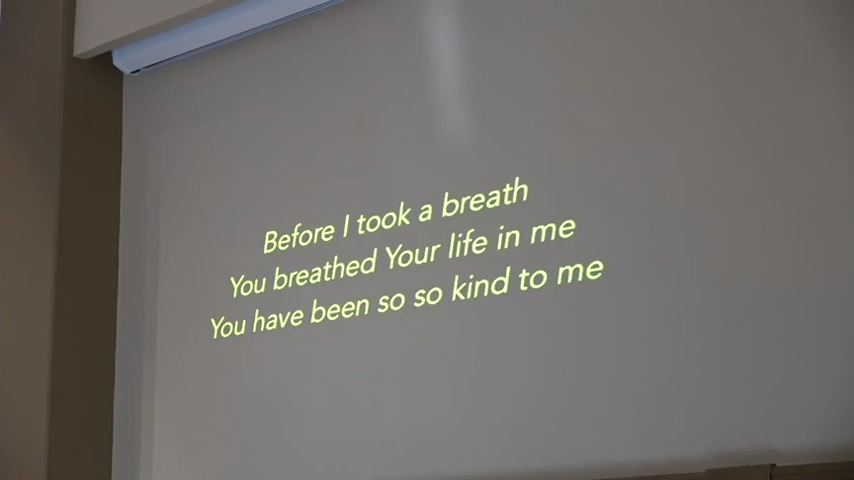 Before I took a breath
You breathed Your life in me
You have been so so kind to me